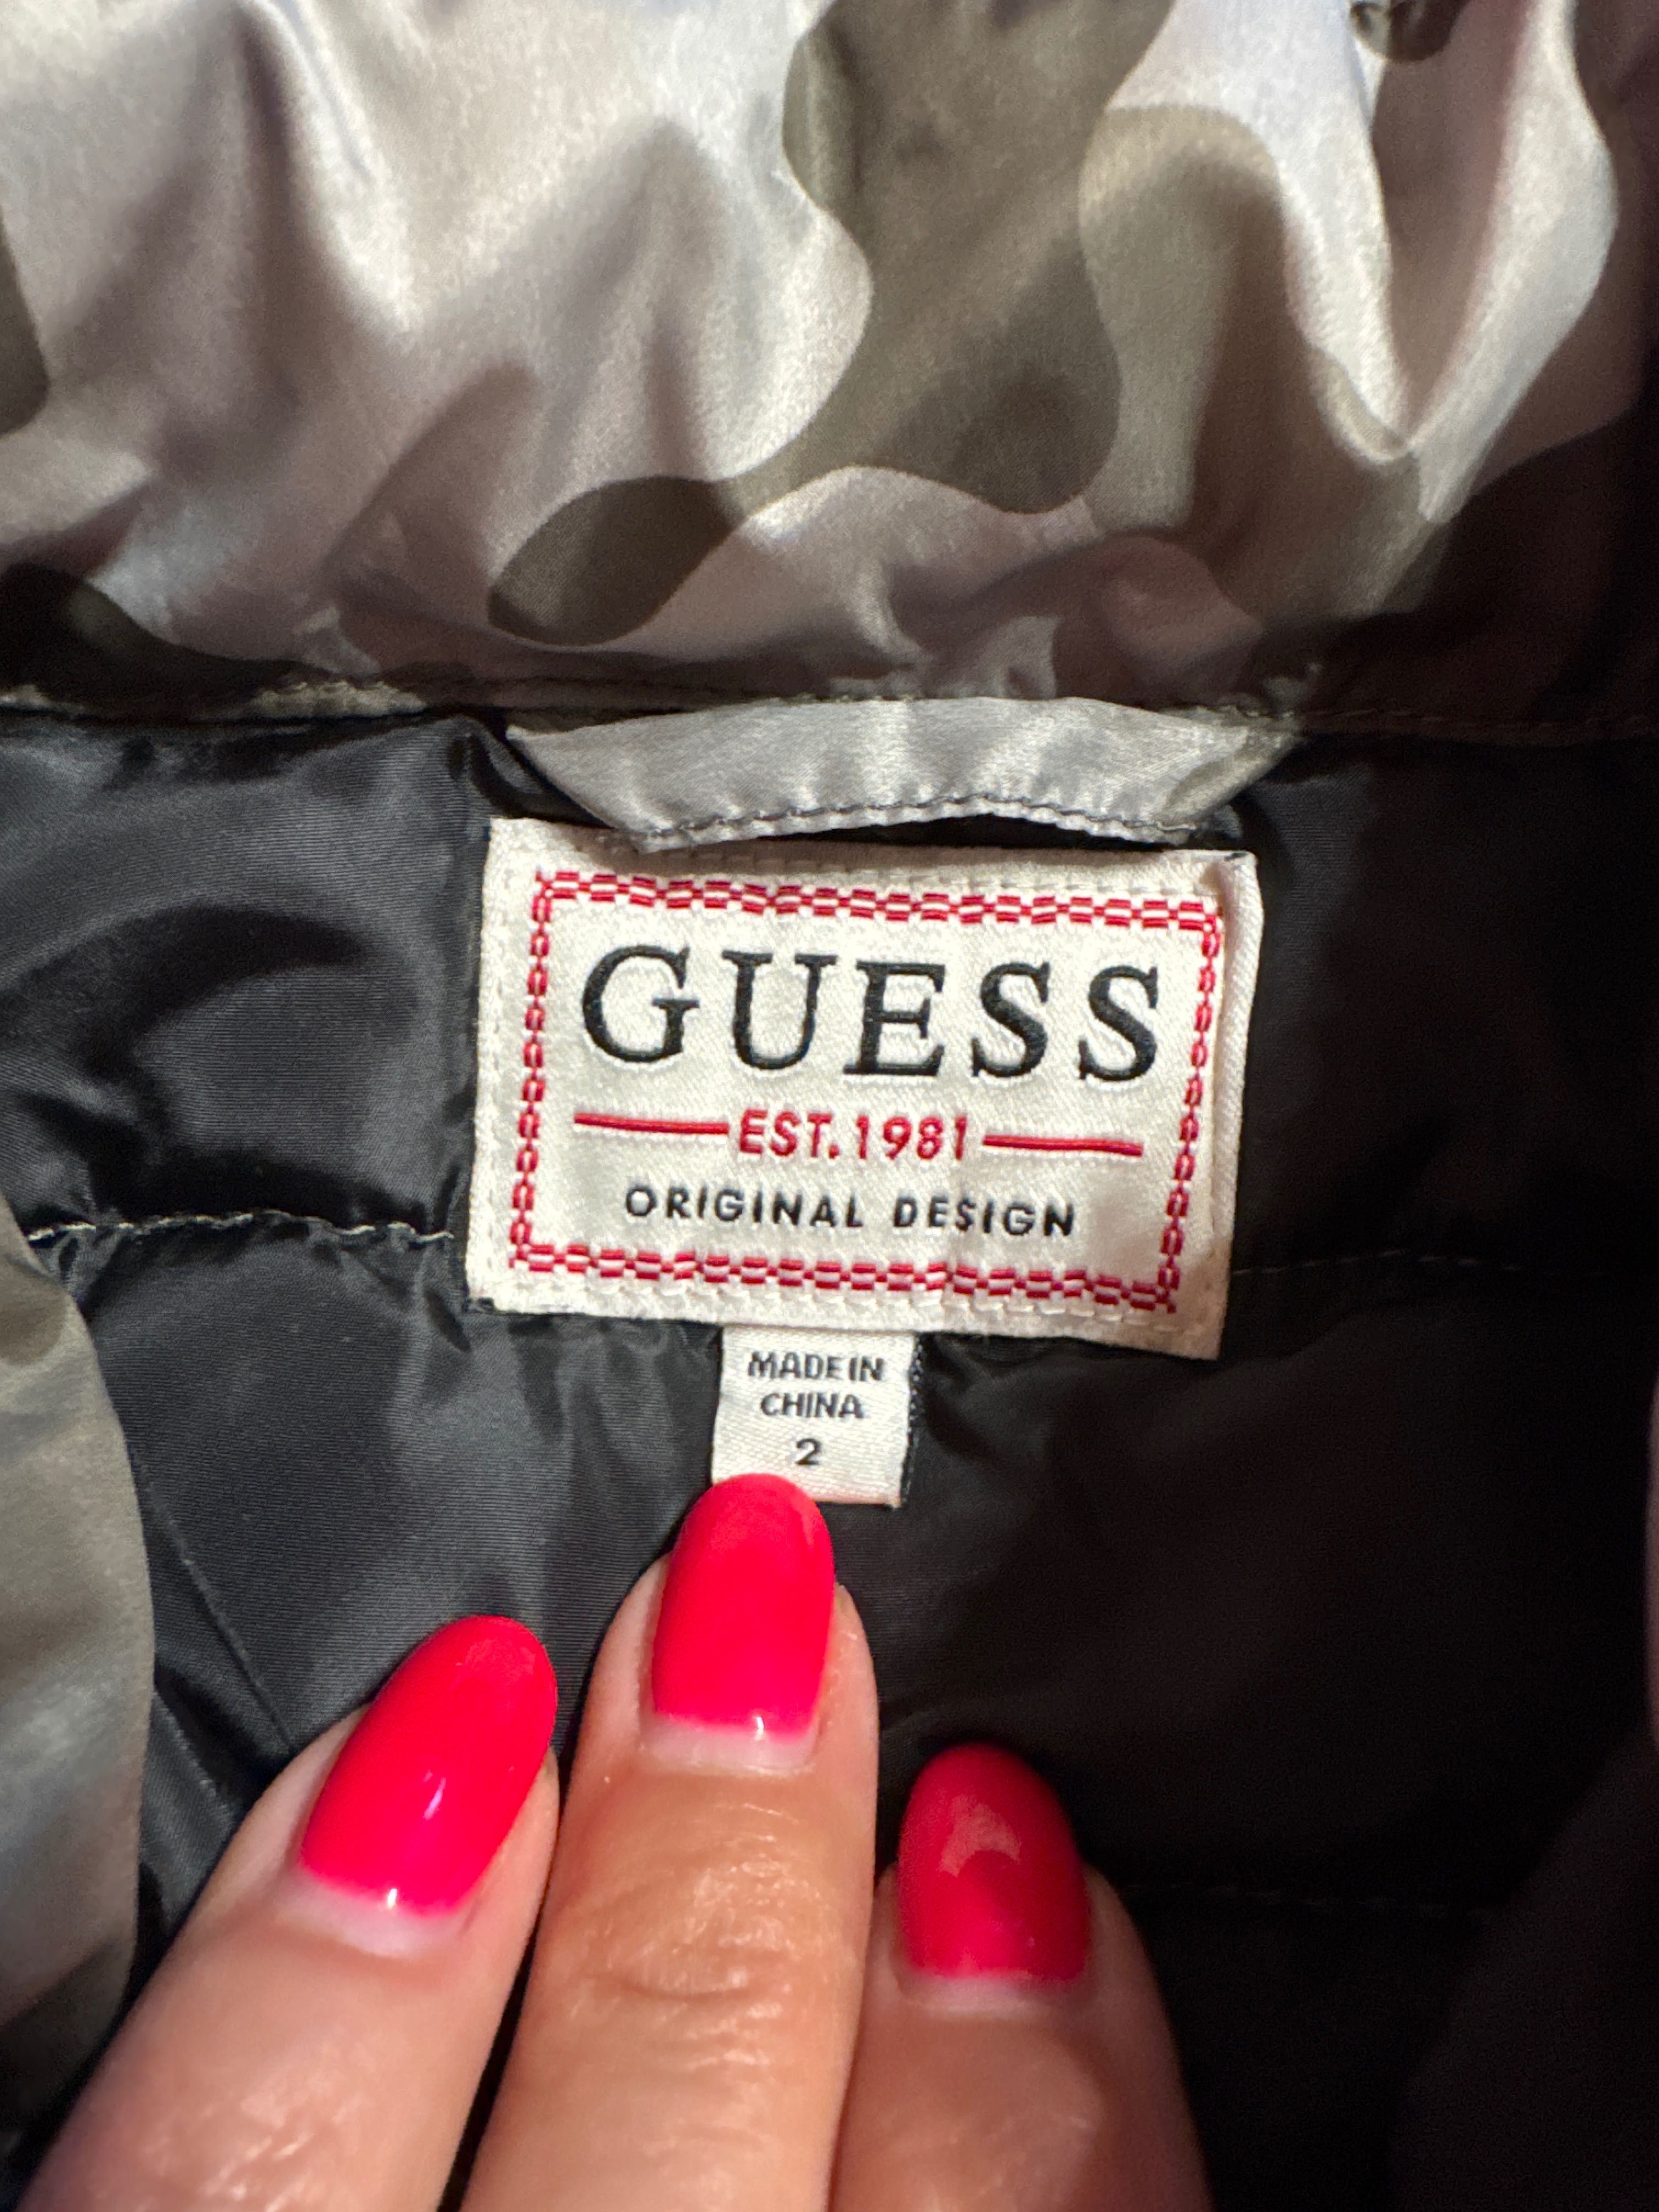 GUESS
EST. 1981
ORIGINAL DESIGN
MADE IN
CHINA
2